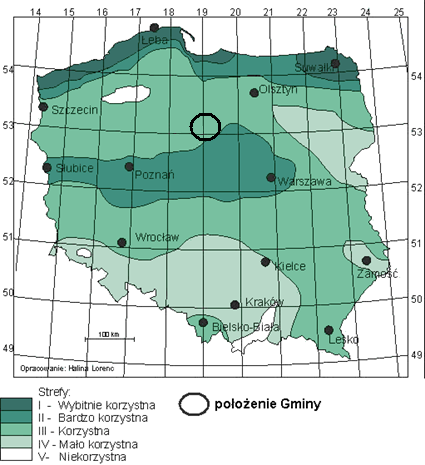 14 15 16 17 18 19 20 21 22 23 24 25
Łeba
54
Suwałki
54
Olsztyn
Szczecin
53
53
Słubice
Poznań
Warszawa
52
52
Wrocław
51
51
Kielce
Zamość
50
Kraków
50
Bielsko-Biała
Lesko
100 km
49
49
Opracowanie: Halina Lorenc
Strefy:
I - Wybitnie korzystna
II - Bardzo korzystna
III - Korzystna
IV - Mało korzystna
V - Niekorzystna
położenie Gminy